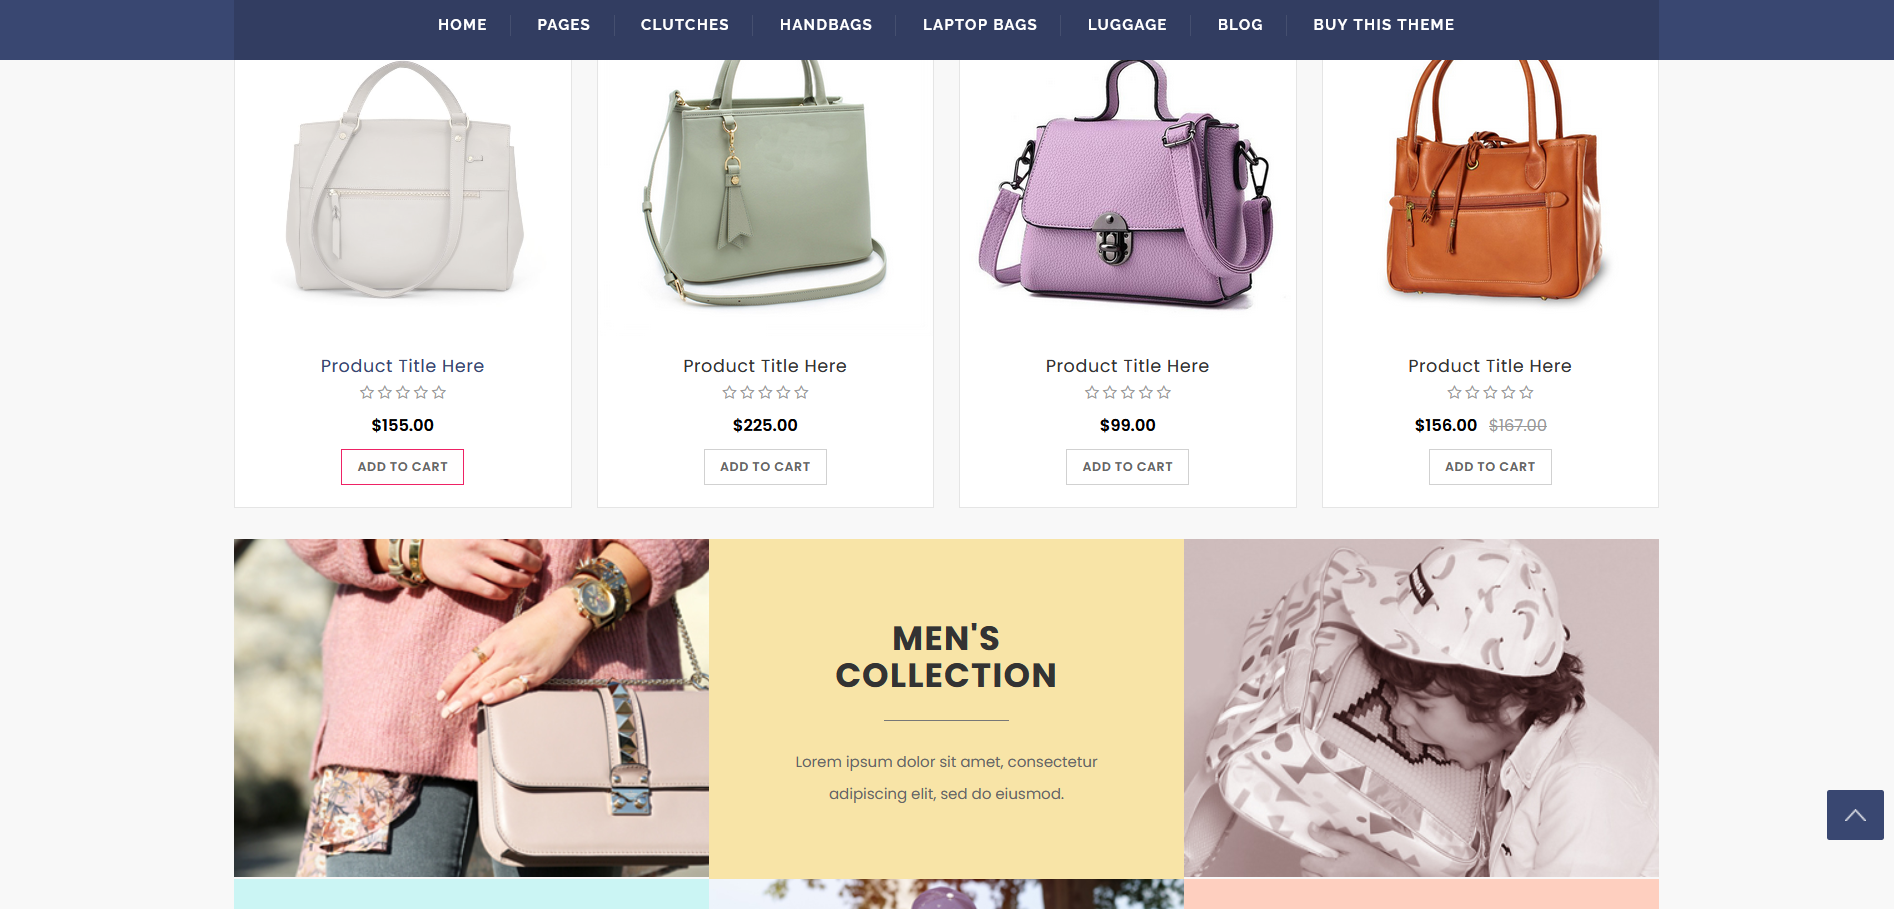 HOME PAGES CLUTCHES HANDBAGS LAPTOP BAGS LUGGAGE BLOG BUY THIS THEME
Product Title Here
$155.00
ADD TO CART
Product Title Here
$225.00
ADD TO CART
Product Title Here
$99.00
ADD TO CART
Product Title Here
$156.00 $167.00
ADD TO CART
MEN'S
COLLECTION
Lorem ipsum dolor sit amet, consectetur
adipiscing elit, sed do eiusmod.